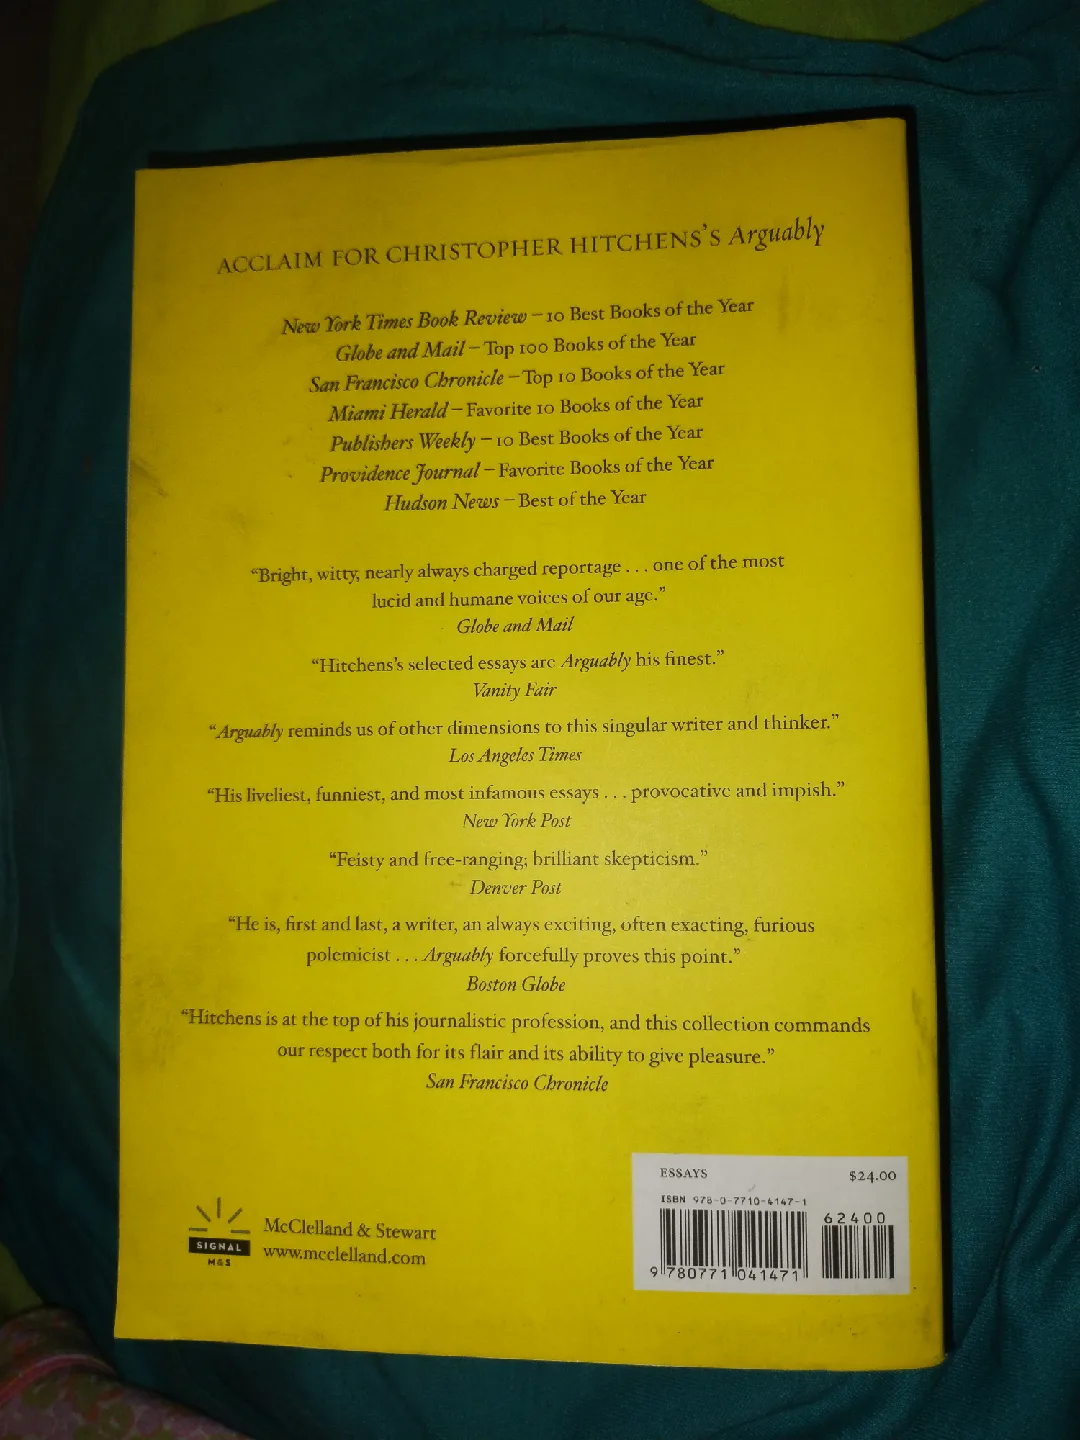 ACCLAIM FOR CHRISTOPHER HITCHENS'S Arguably
New York Times Book Review – 10 Best Books of the Year
Globe and Mail – Top 100 Books of the Year
San Francisco Chronicle – Top 10 Books of the Year
Miami Herald – Favorite 10 Books of the Year
Publishers Weekly – 10 Best Books of the Year
Providence Journal – Favorite Books of the Year
Hudson News – Best of the Year
“Bright, witty, nearly always charged reportage . . . one of the most
lucid and humane voices of our age.”
Globe and Mail
“Hitchens's selected essays are Arguably his finest.”
Vanity Fair
“Arguably reminds us of other dimensions to this singular writer and thinker.”
Los Angeles Times
“His liveliest, funniest, and most infamous essays . . . provocative and impish.”
New York Post
“Feisty and free-ranging; brilliant skepticism.”
Denver Post
“He is, first and last, a writer, an always exciting, often exacting, furious
polemicist . . . Arguably forcefully proves this point.”
Boston Globe
“Hitchens is at the top of his journalistic profession, and this collection commands
our respect both for its flair and its ability to give pleasure.”
San Francisco Chronicle
SIGNAL
M&S
McClelland & Stewart
www.mcclelland.com
ESSAYS $24.00
ISBN 978-0-7710-4147-1
62400
9 780771 041471